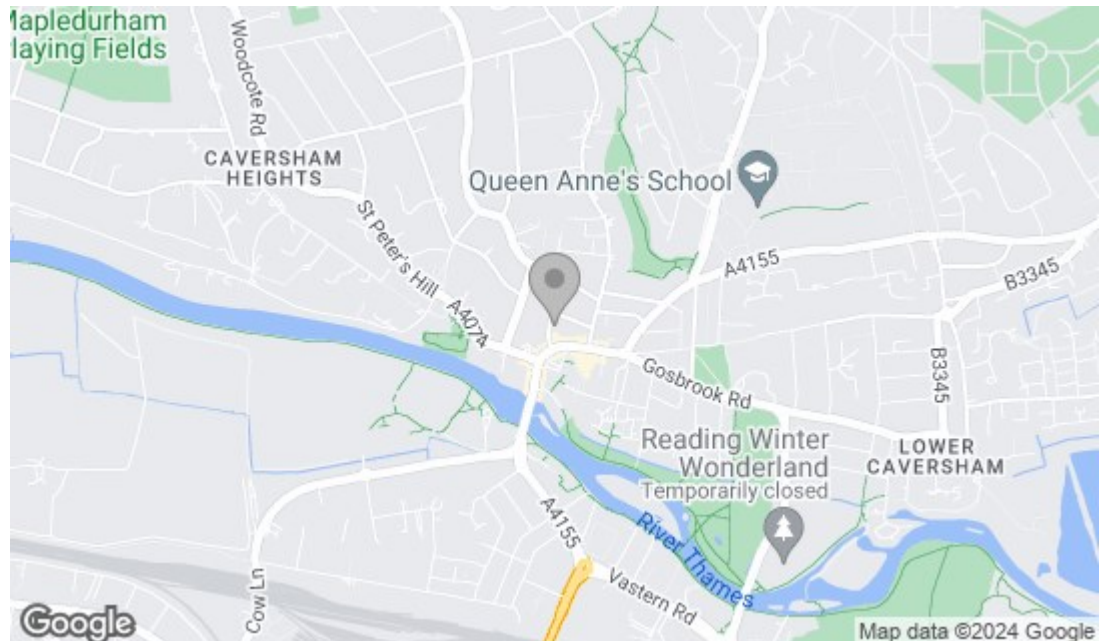 Mapledurham
Playing Fields
Woodcote Rd
CAVERSHAM
HEIGHTS
Queen Anne's School
St Peter's Hill
A4074
A4155
B3345
B3345
Gosbrook Rd
Reading Winter
Wonderland
Temporarily closed
LOWER
CAVERSHAM
A4155
River Thames
Vastern Rd
Cow Ln
Google
Map data ©2024 Google